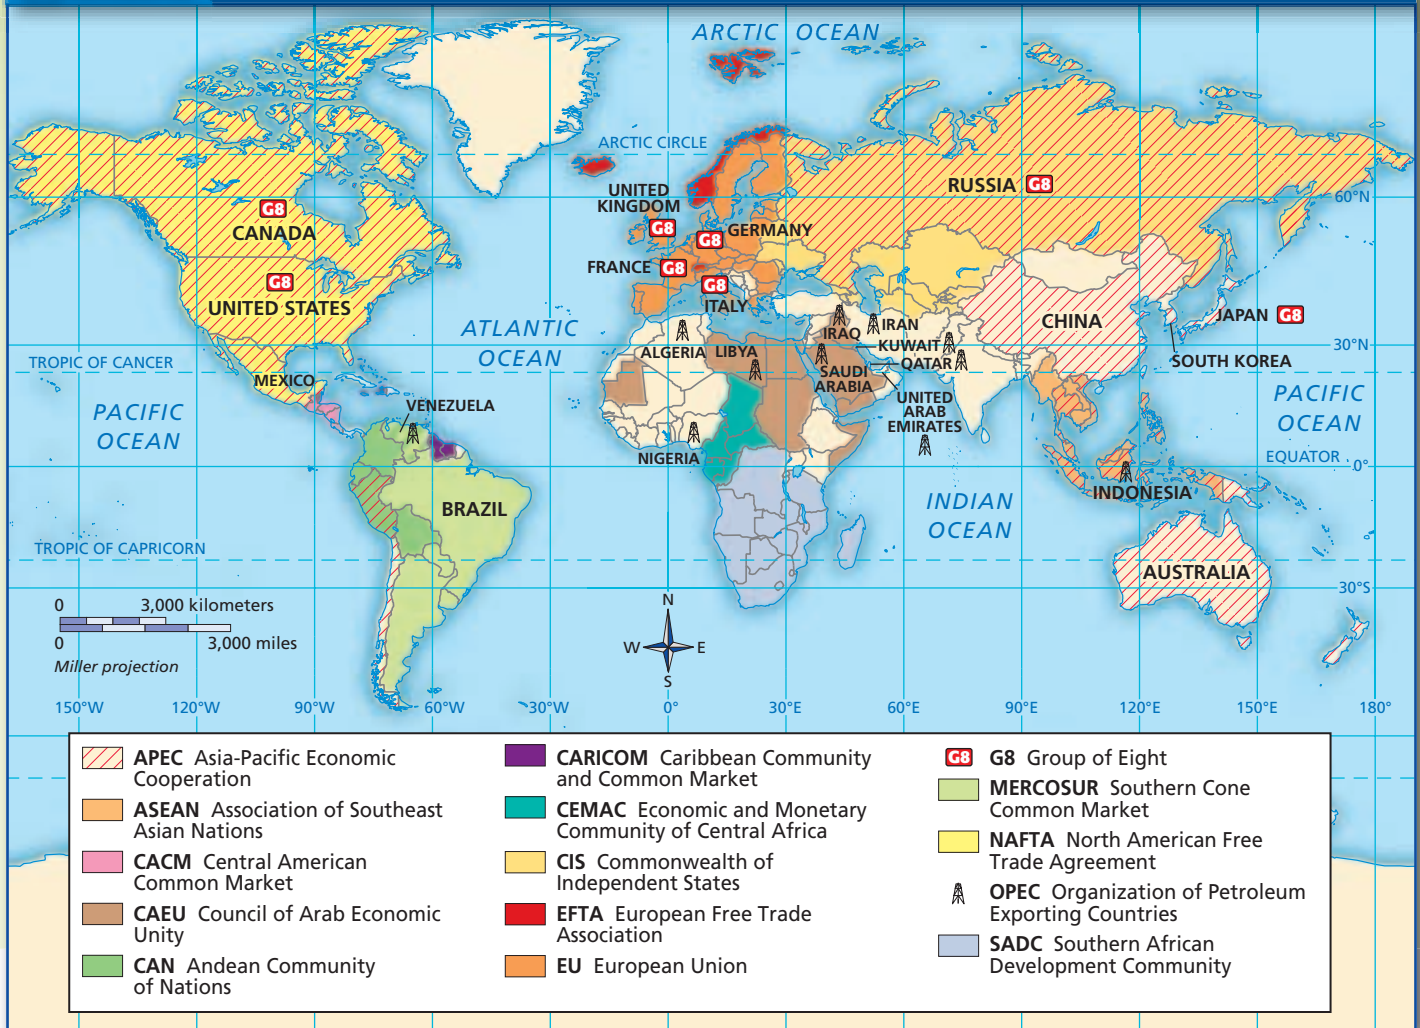 ARCTIC OCEAN
ARCTIC CIRCLE
UNITED
KINGDOM
G8
RUSSIA G8
60°N
G8
CANADA
G8
GERMANY
FRANCE G8
G8
UNITED STATES
G8
ITALY
ATLANTIC
OCEAN
IRAQ
IRAN
CHINA
JAPAN G8
KUWAIT
30°N
ALGERIA
LIBYA
QATAR
SOUTH KOREA
TROPIC OF CANCER
MEXICO
SAUDI
ARABIA
UNITED
ARAB
EMIRATES
PACIFIC
OCEAN
PACIFIC
OCEAN
VENEZUELA
NIGERIA
EQUATOR
0°
INDONESIA
BRAZIL
INDIAN
OCEAN
TROPIC OF CAPRICORN
AUSTRALIA
30°S
0 3,000 kilometers
0 3,000 miles
Miller projection
N
W E
S
150°W 120°W 90°W 60°W 30°W 0° 30°E 60°E 90°E 120°E 150°E 180°
APEC Asia-Pacific Economic
Cooperation
ASEAN Association of Southeast
Asian Nations
CACM Central American
Common Market
CAEU Council of Arab Economic
Unity
CAN Andean Community
of Nations
CARICOM Caribbean Community
and Common Market
CEMAC Economic and Monetary
Community of Central Africa
CIS Commonwealth of
Independent States
EFTA European Free Trade
Association
EU European Union
G8 G8 Group of Eight
MERCOSUR Southern Cone
Common Market
NAFTA North American Free
Trade Agreement
OPEC Organization of Petroleum
Exporting Countries
SADC Southern African
Development Community